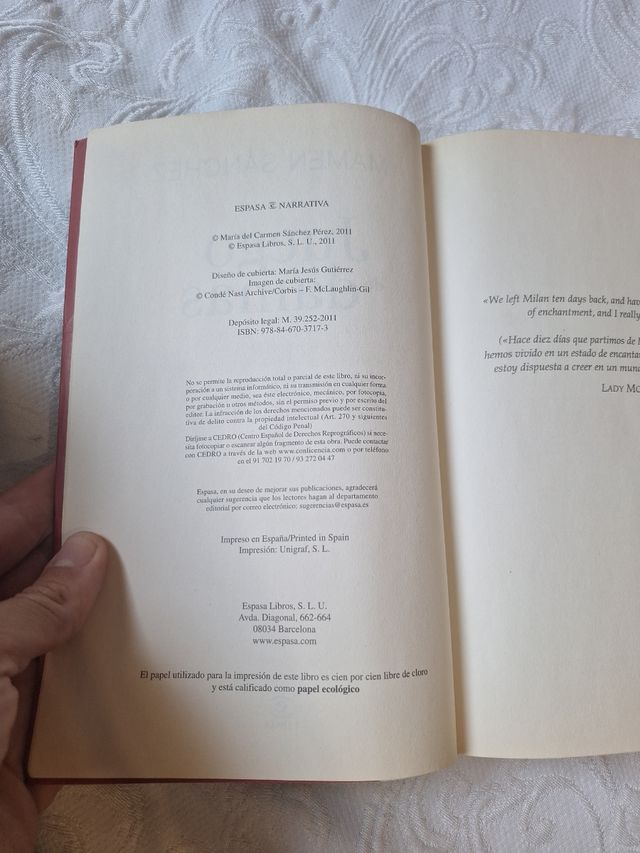 ESPASA NARRATIVA
© María del Carmen Sánchez Pérez, 2011
© Espasa Libros, S. L. U., 2011
Diseño de cubierta: María Jesús Gutiérrez
Imagen de cubierta:
© Condé Nast Archive/Corbis – F. McLaughlin-Gil
Depósito legal: M. 39.252-2011
ISBN: 978-84-670-3717-3
No se permite la reproducción total o parcial de este libro, ni su incor-
poración a un sistema informático, ni su transmisión en cualquier forma
o por cualquier medio, sea éste electrónico, mecánico, por fotocopia,
por grabación u otros métodos, sin el permiso previo y por escrito del
editor. La infracción de los derechos mencionados puede ser constitu-
tiva de delito contra la propiedad intelectual (Art. 270 y siguientes
del Código Penal)
Diríjase a CEDRO (Centro Español de Derechos Reprográficos) si nece-
sita fotocopiar o escanear algún fragmento de esta obra. Puede contactar
con CEDRO a través de la web www.conlicencia.com o por teléfono
en el 91 702 19 70 / 93 272 04 47
Espasa, en su deseo de mejorar sus publicaciones, agradecerá
cualquier sugerencia que los lectores hagan al departamento
editorial por correo electrónico: sugerencias@espasa.es
Impreso en España/Printed in Spain
Impresión: Unigraf, S. L.
Espasa Libros, S. L. U.
Avda. Diagonal, 662-664
08034 Barcelona
www.espasa.com
El papel utilizado para la impresión de este libro es cien por cien libre de cloro
y está calificado como papel ecológico
«We left Milan ten days back, and have
of enchantment, and I really
(«Hace diez días que partimos de
hemos vivido en un estado de
estoy dispuesta a creer en un
LADY